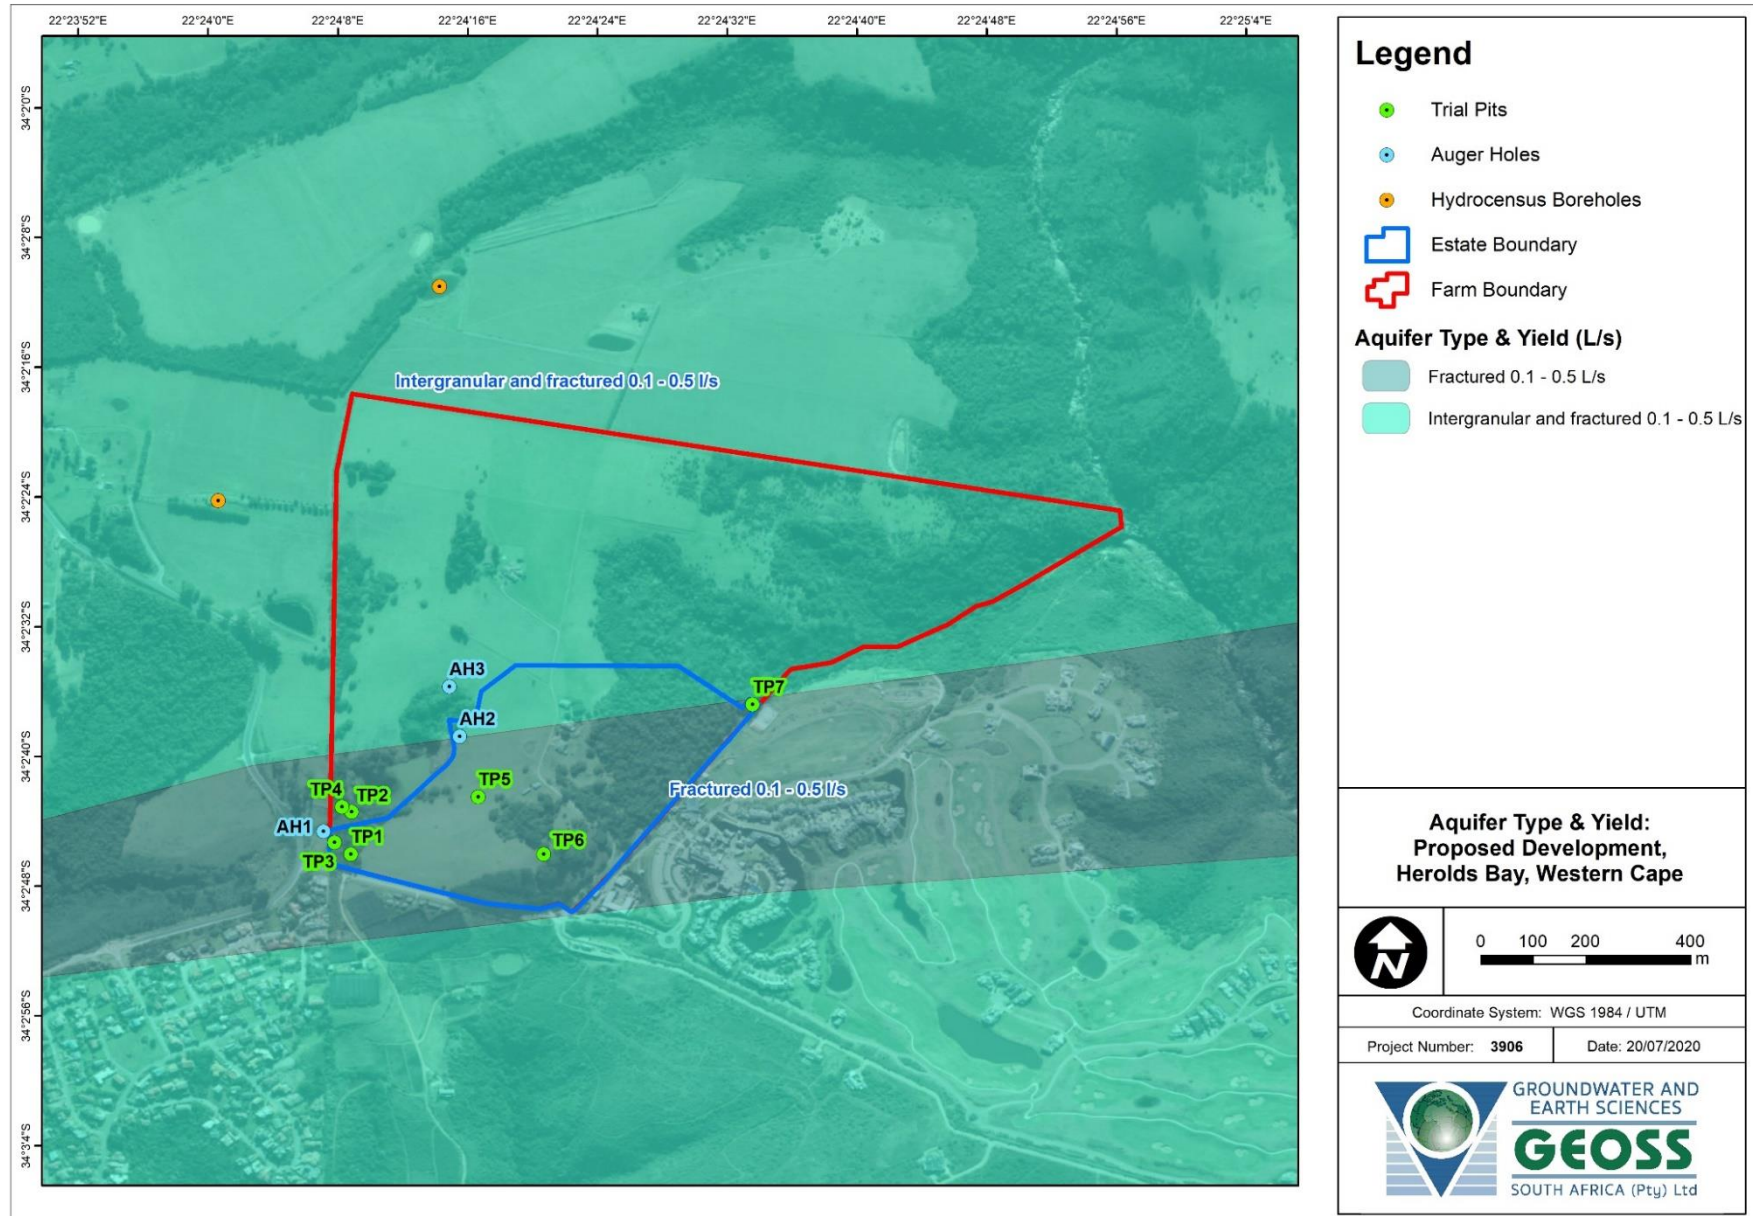 22°23'52"E 22°24'0"E 22°24'8"E 22°24'16"E 22°24'24"E 22°24'32"E 22°24'40"E 22°24'48"E 22°24'56"E 22°25'4"E
34°2'0"S
34°2'8"S
34°2'16"S
34°2'24"S
34°2'32"S
34°2'40"S
34°2'48"S
34°2'56"S
34°3'4"S
Intergranular and fractured 0.1 - 0.5 l/s
AH3
TP7
AH2
TP5
Fractured 0.1 - 0.5 l/s
TP4
TP2
AH1
TP1
TP6
TP3
Legend
Trial Pits
Auger Holes
Hydrocensus Boreholes
Estate Boundary
Farm Boundary
Aquifer Type & Yield (L/s)
Fractured 0.1 - 0.5 L/s
Intergranular and fractured 0.1 - 0.5 L/s
Aquifer Type & Yield:
Proposed Development,
Herolds Bay, Western Cape
N
0 100 200 400
m
Coordinate System: WGS 1984 / UTM
Project Number: 3906
Date: 20/07/2020
GROUNDWATER AND
EARTH SCIENCES
GEOSS
SOUTH AFRICA (Pty) Ltd